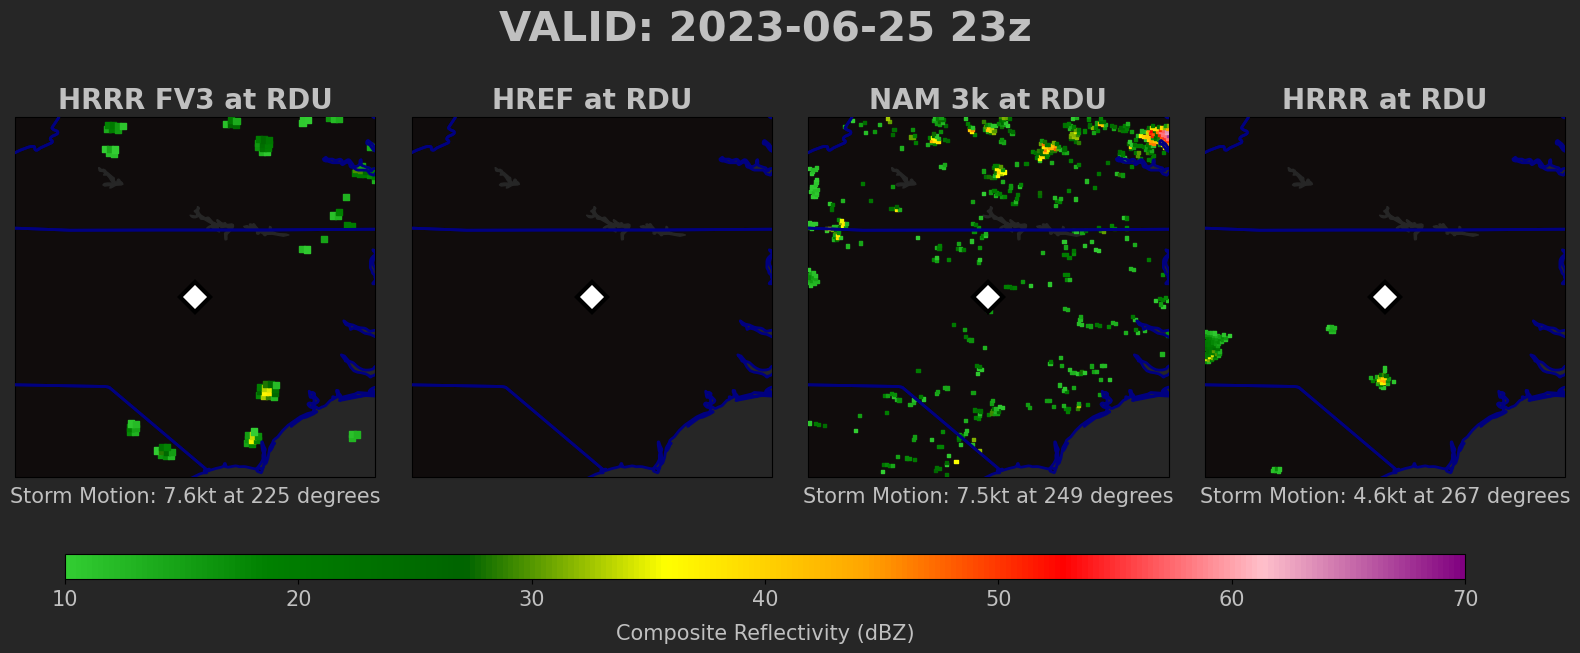 VALID: 2023-06-25 23z
HRRR FV3 at RDU
HREF at RDU
NAM 3k at RDU
HRRR at RDU
Storm Motion: 7.6kt at 225 degrees
Storm Motion: 7.5kt at 249 degrees
Storm Motion: 4.6kt at 267 degrees
10 20 30 40 50 60 70
Composite Reflectivity (dBZ)